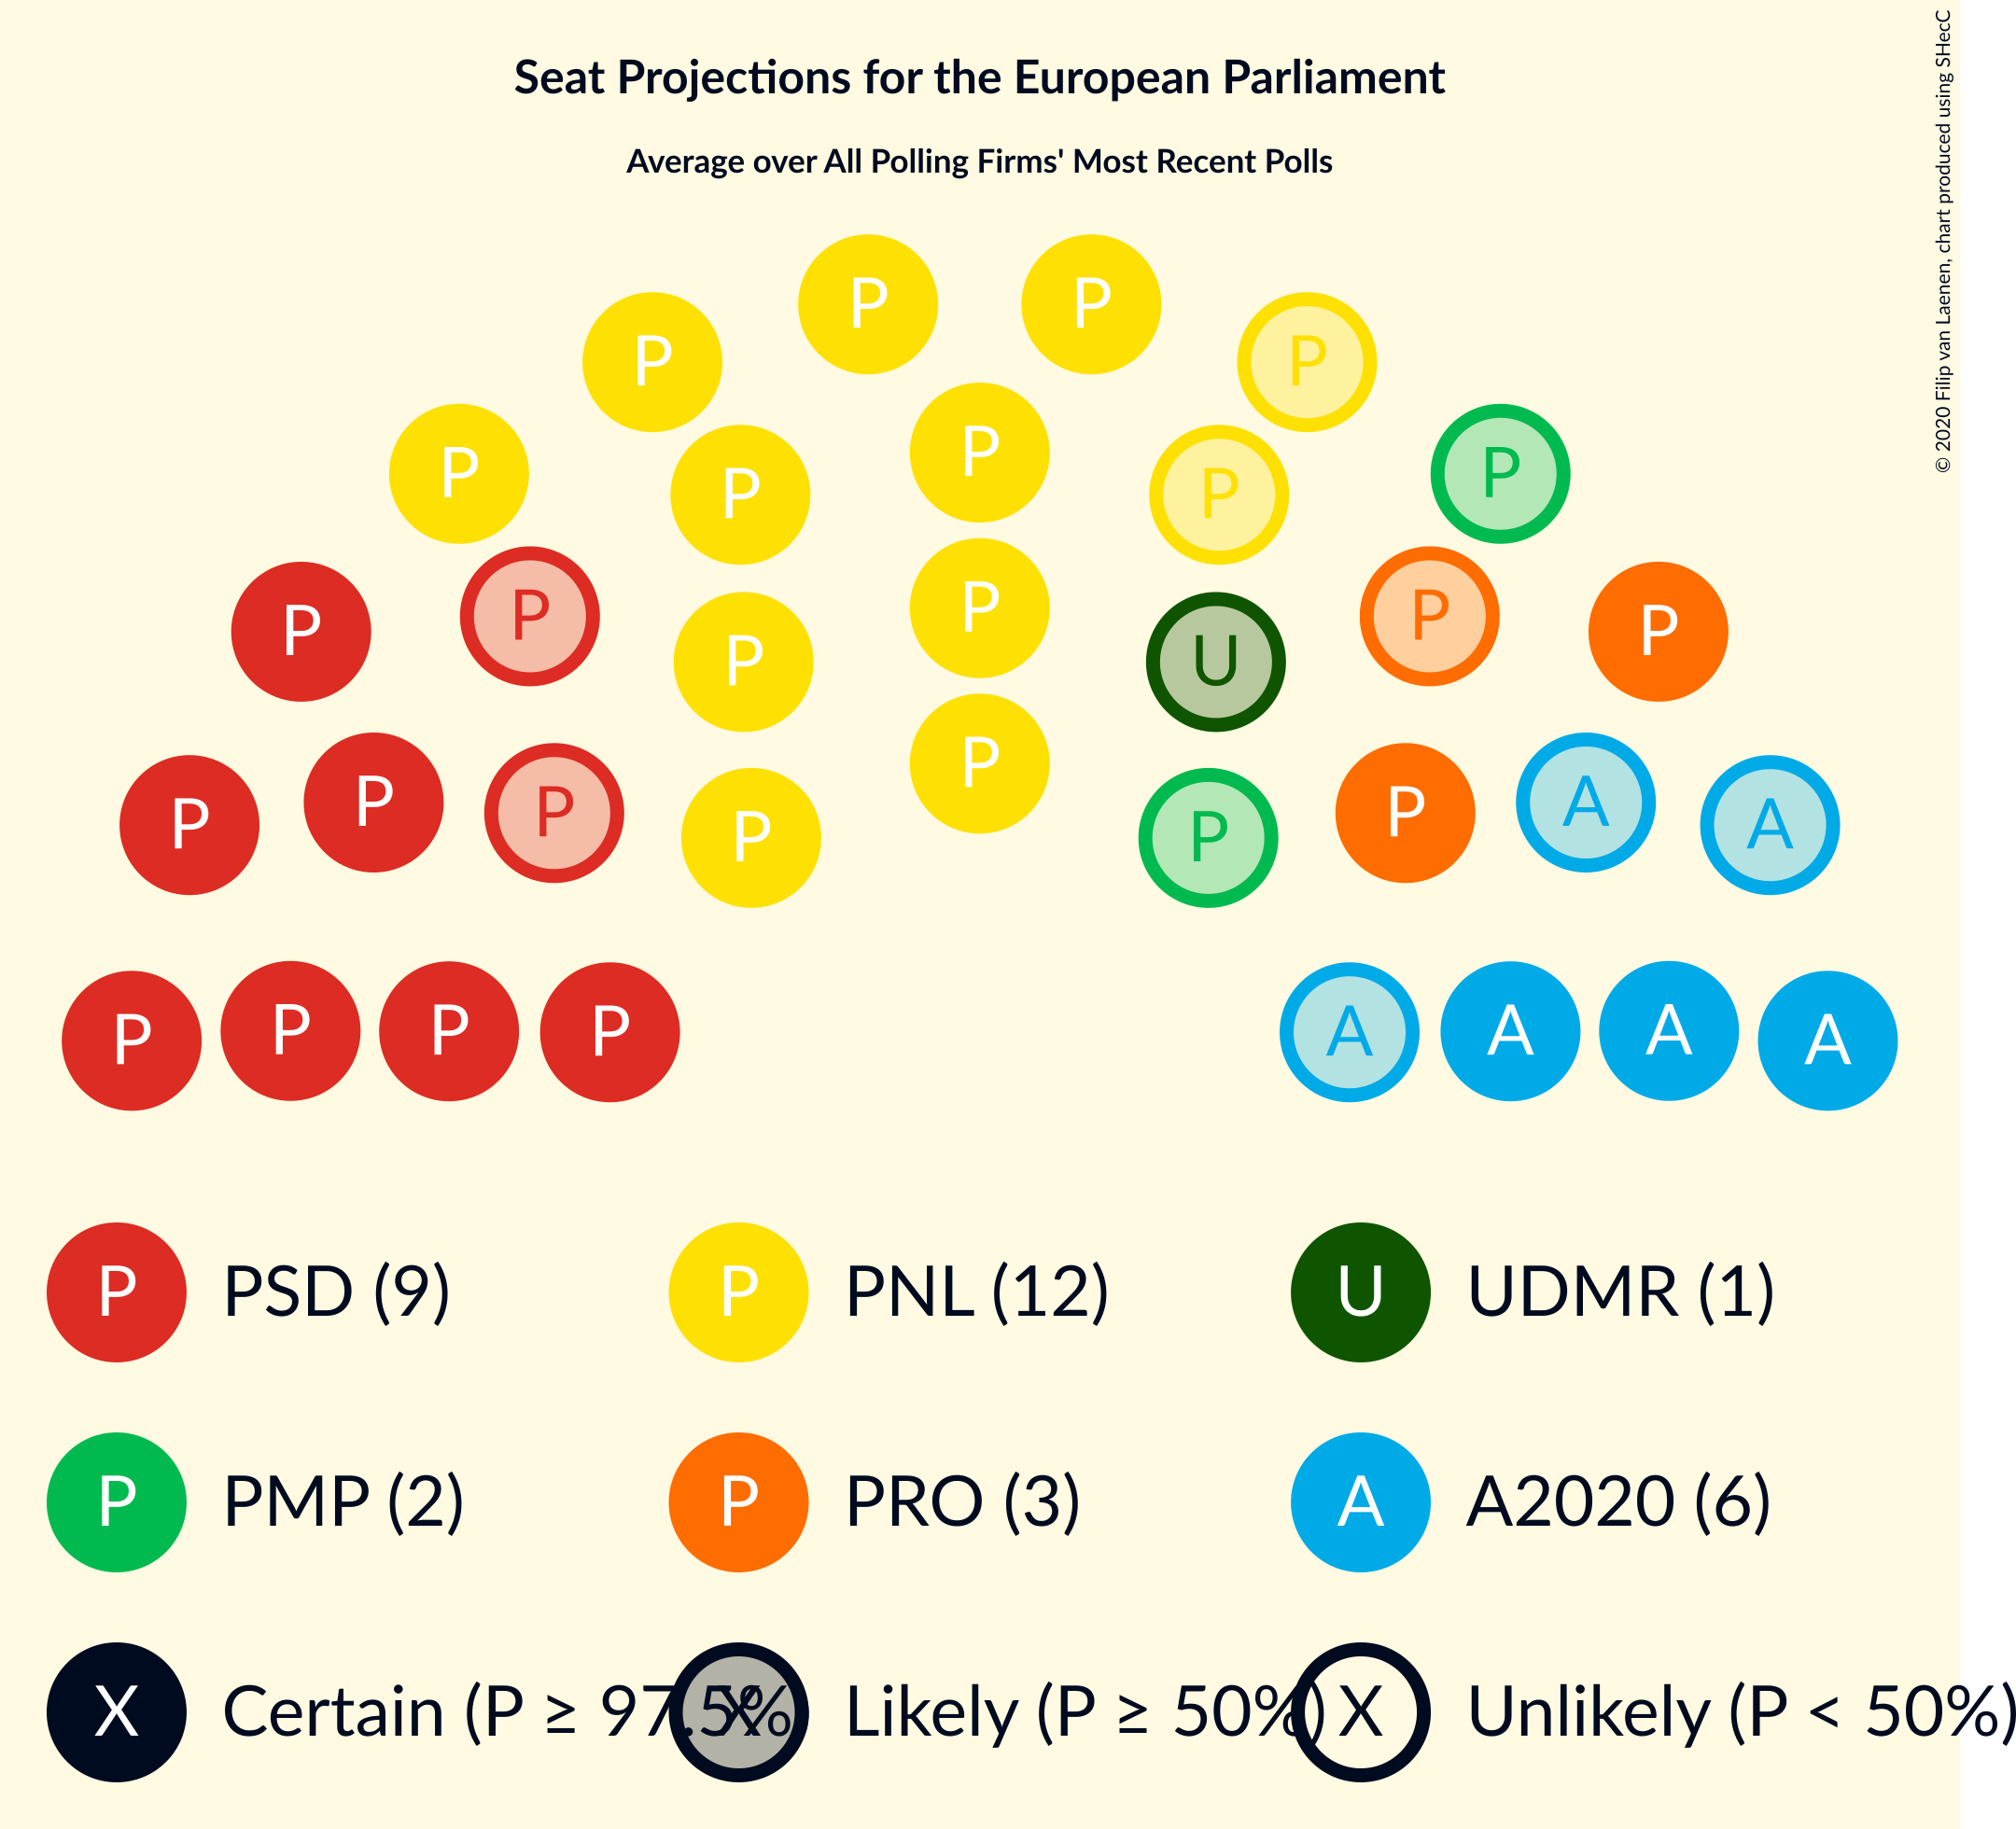 Seat Projections for the European Parliament
Average over All Polling Firms' Most Recent Polls
© 2020 Filip van Laenen, chart produced using SHecC
P P
P P
P P P
P P P
P P P P
P U
P P P
P P P P A A
P P
P P P P A A A A
P PSD (9) P PNL (12) U UDMR (1)
P PMP (2) P PRO (3) A A2020 (6)
X Certain (P ≥ 97.5% X Likely (P ≥ 50%) X Unlikely (P < 50%)